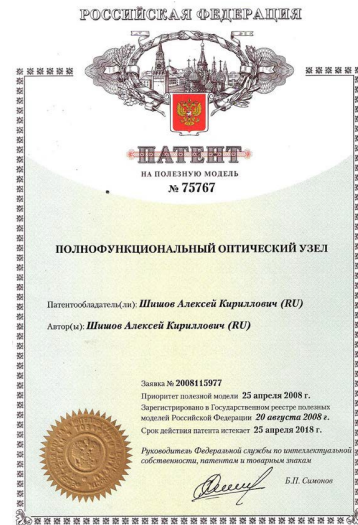 РОССИЙСКАЯ ФЕДЕРАЦИЯ
ПАТЕНТ
НА ПОЛЕЗНУЮ МОДЕЛЬ
№ 75767
ПОЛНОФУНКЦИОНАЛЬНЫЙ ОПТИЧЕСКИЙ УЗЕЛ
Патентообладатель(ли): Шишов Алексей Кириллович (RU)
Автор(ы): Шишов Алексей Кириллович (RU)
Заявка № 2008115977
Приоритет полезной модели 25 апреля 2008 г.
Зарегистрировано в Государственном реестре полезных
моделей Российской Федерации 20 августа 2008 г.
Срок действия патента истекает 25 апреля 2018 г.
Руководитель Федеральной службы по интеллектуальной
собственности, патентам и товарным знакам
Б.П. Симонов